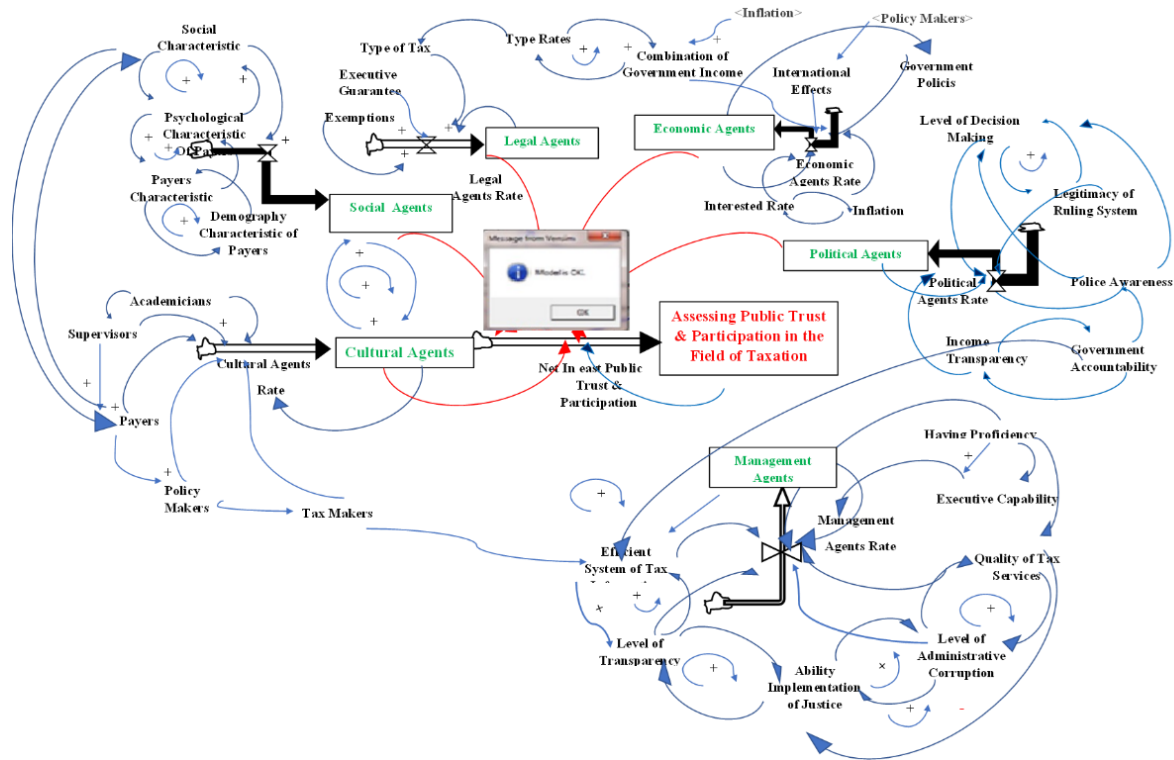 <Inflation>
<Policy Makers>
Social
Characteristic
Type of Tax
Type Rates
Combination of
Government Income
International
Effects
Government
Policis
Executive
Guarantee
Exemptions
Psychological
Characteristic
Legal Agents
Economic Agents
Level of Decision
Making
Legal
Agents Rate
Economic
Agents Rate
Payers
Characteristic
Legitimacy of
Ruling System
Demography
Characteristic of
Payers
Social Agents
Interested Rate
Inflation
Message from Vensim
Model is OK.
OK
Political Agents
Political
Agents Rate
Police Awareness
Academicians
Supervisors
Cultural Agents
Rate
Cultural Agents
Assessing Public Trust
& Participation in the
Field of Taxation
Net In east Public
Trust &
Participation
Income
Transparency
Government
Accountability
Payers
Policy
Makers
Tax Makers
Having Proficiency
Executive Capability
Management
Agents
Management
Agents Rate
Efficient
System of Tax
Quality of Tax
Services
Level of
Transparency
Ability
Implementation
of Justice
Level of
Administrative
Corruption